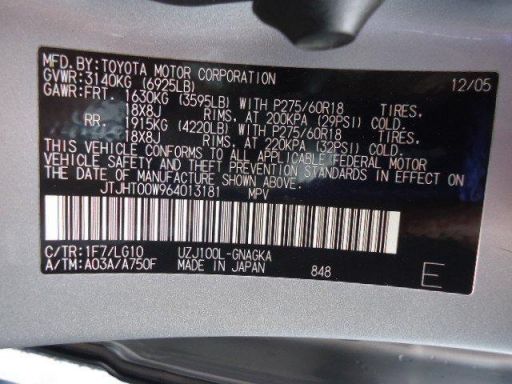 MFD. BY: TOYOTA MOTOR CORPORATION 12/05
GVWR: 3140KG (6925LB)
GAWR: FRT. 1630KG (3595LB) WITH P275/60R18 TIRES.
18X8J RIMS. AT 200KPA (29PSI) COLD.
RR. 1915KG (4220LB) WITH P275/60R18 TIRES.
18X8J RIMS. AT 220KPA (32PSI) COLD.
THIS VEHICLE CONFORMS TO ALL APPLICABLE FEDERAL MOTOR
VEHICLE SAFETY AND THEFT PREVENTION STANDARDS IN EFFECT
ON THE DATE OF MANUFACTURE SHOWN ABOVE.
JTJHT00W964013181 MPV
C/TR: 1F7/LG10 UZJ100L-GNAGKA
A/TM: A03A/A750F MADE IN JAPAN 848 E